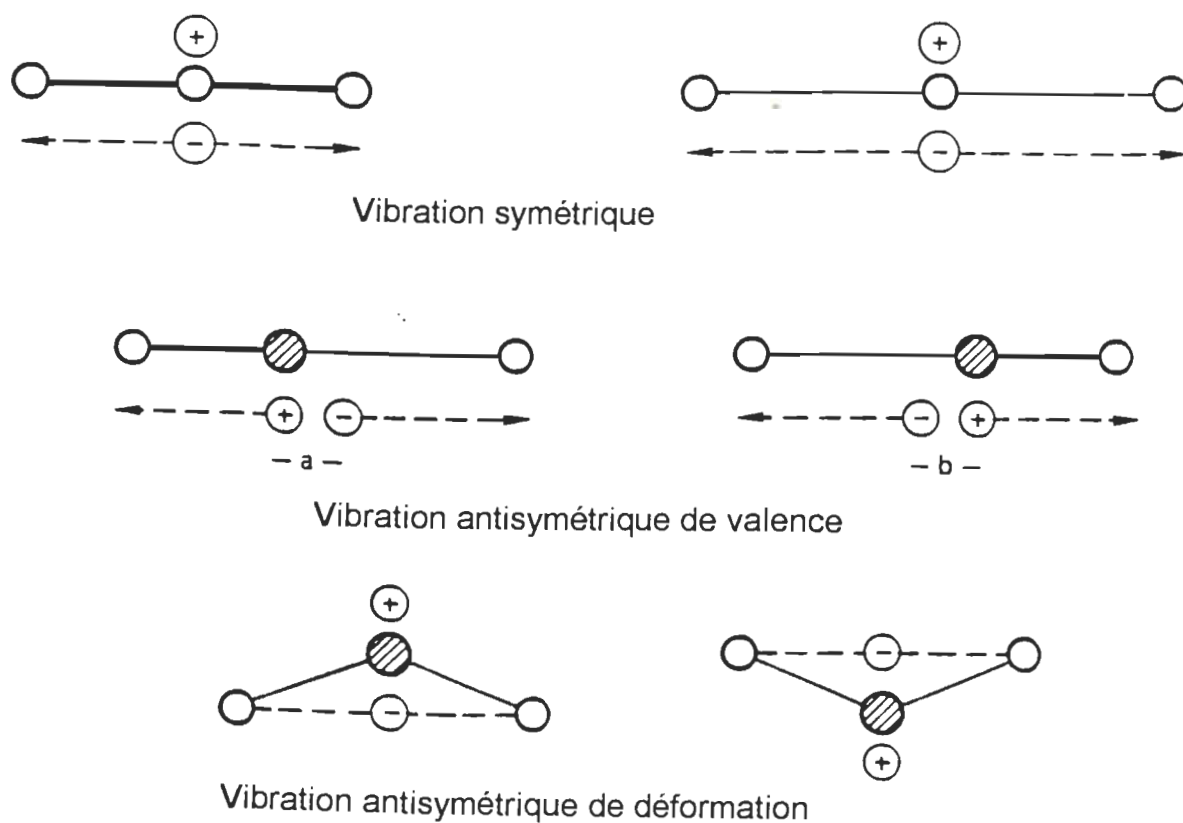 + +
- -
Vibration symétrique
+ - - +
- a - - b -
Vibration antisymétrique de valence
+ -
- +
Vibration antisymétrique de déformation